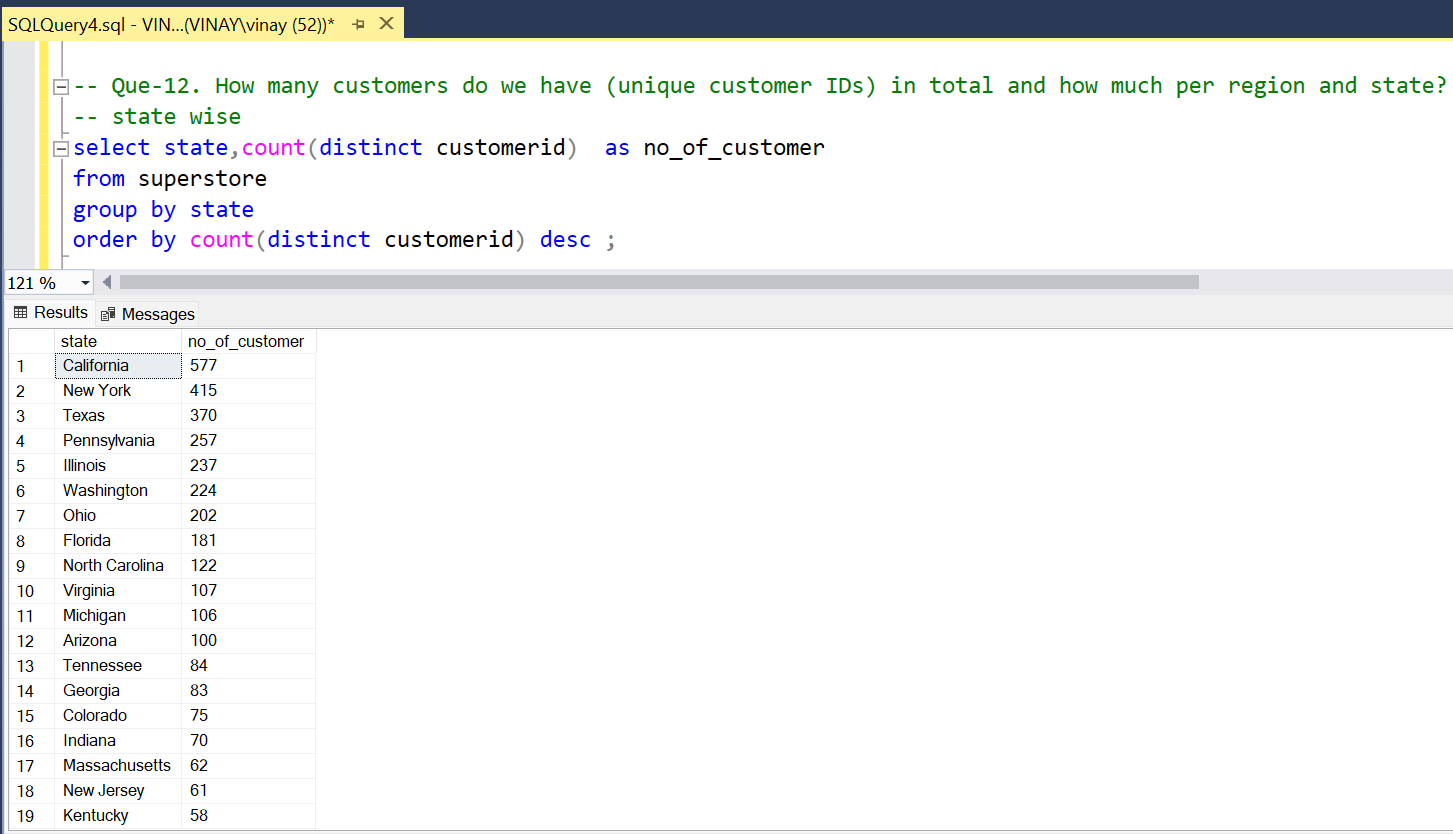 SQLQuery4.sql - VIN...(VINAY\vinay (52))*
-- Que-12. How many customers do we have (unique customer IDs) in total and how much per region and state?
-- state wise
select state,count(distinct customerid)  as no_of_customer
from superstore
group by state
order by count(distinct customerid) desc ;
121 %
Results Messages
state no_of_customer
1 California 577
2 New York 415
3 Texas 370
4 Pennsylvania 257
5 Illinois 237
6 Washington 224
7 Ohio 202
8 Florida 181
9 North Carolina 122
10 Virginia 107
11 Michigan 106
12 Arizona 100
13 Tennessee 84
14 Georgia 83
15 Colorado 75
16 Indiana 70
17 Massachusetts 62
18 New Jersey 61
19 Kentucky 58